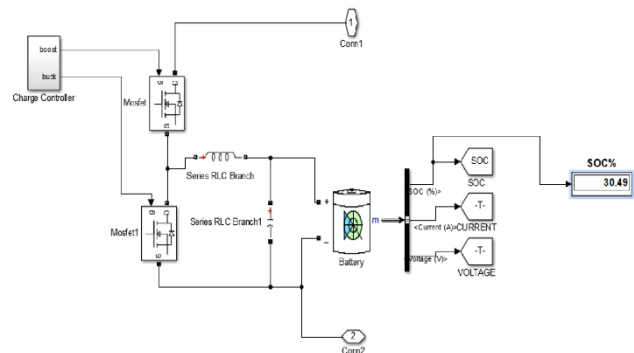 1
Conn1
boost
buck
Charge Controller
D
G
S
Mosfet
Series RLC Branch
SOC%
30.49
SOC
SOC (%)>
SOC
+
m
-T-
<Current (A)>CURRENT
Series RLC Branch1
D
G
S
Mosfet1
Battery
-T-
Voltage (V)>
VOLTAGE
2
Conn2